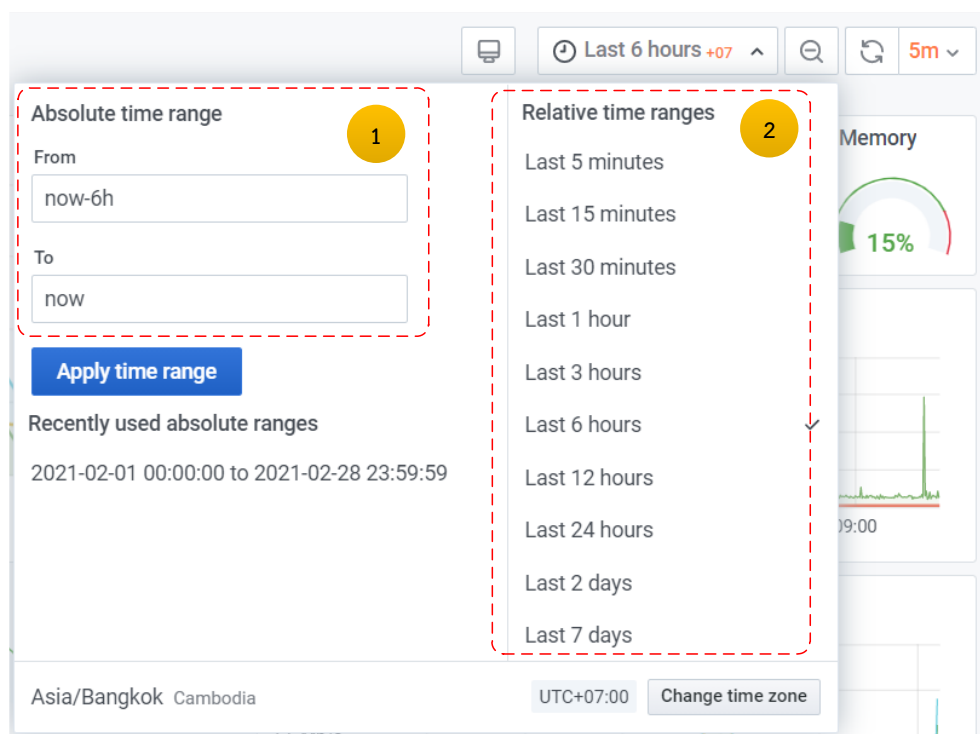 Last 6 hours +07
5m
Absolute time range
1
From
now-6h
To
now
Apply time range
Recently used absolute ranges
2021-02-01 00:00:00 to 2021-02-28 23:59:59
Relative time ranges
2
Last 5 minutes
Last 15 minutes
Last 30 minutes
Last 1 hour
Last 3 hours
Last 6 hours
Last 12 hours
Last 24 hours
Last 2 days
Last 7 days
Asia/Bangkok Cambodia
UTC+07:00
Change time zone
Memory
15%
09:00